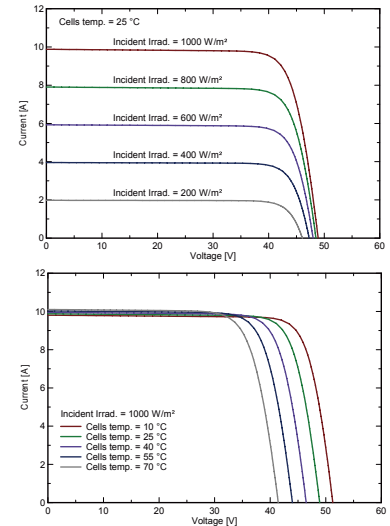 12
Cells temp. = 25 °C
Incident Irrad. = 1000 W/m²
10
Incident Irrad. = 800 W/m²
8
Incident Irrad. = 600 W/m²
6
Incident Irrad. = 400 W/m²
4
Incident Irrad. = 200 W/m²
2
0
Current [A]
0 10 20 30 40 50 60
Voltage [V]
12
10
8
6
4
2
0
Current [A]
Incident Irrad. = 1000 W/m²
Cells temp. = 10 °C
Cells temp. = 25 °C
Cells temp. = 40 °C
Cells temp. = 55 °C
Cells temp. = 70 °C
0 10 20 30 40 50 60
Voltage [V]